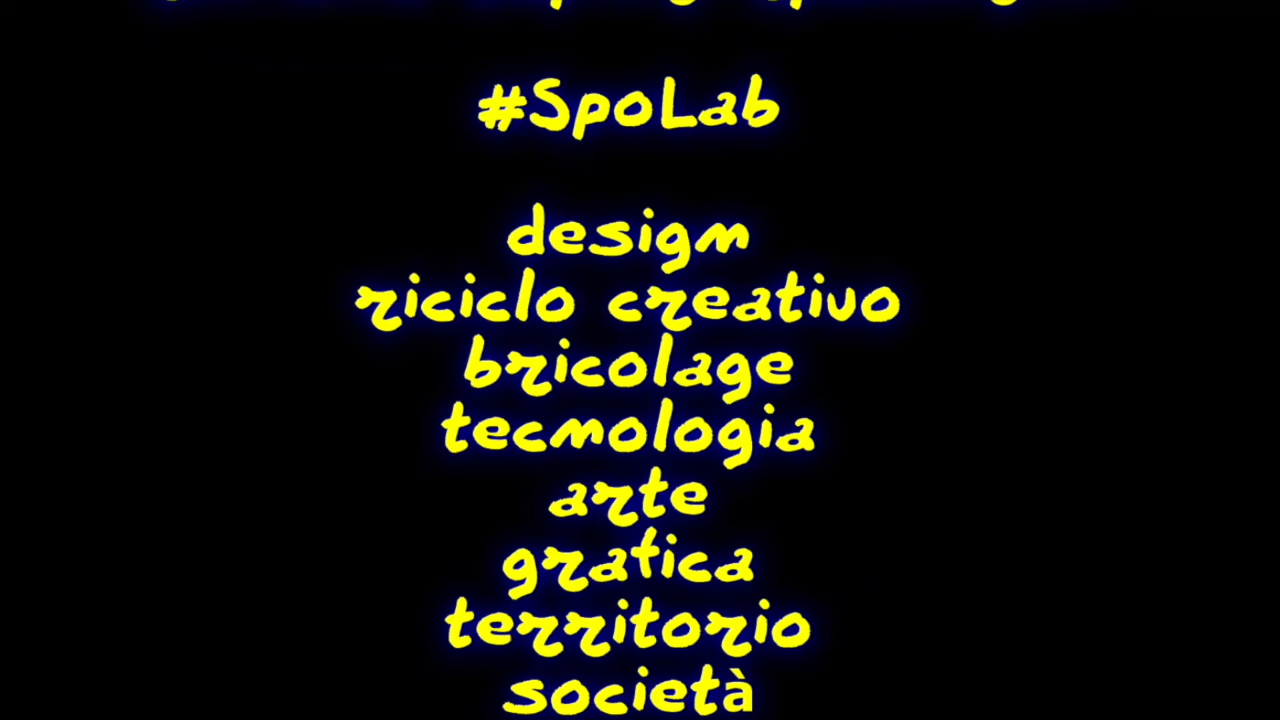 #SpoLab
design
riciclo creativo
bricolage
tecnologia
arte
grafica
territorio
società